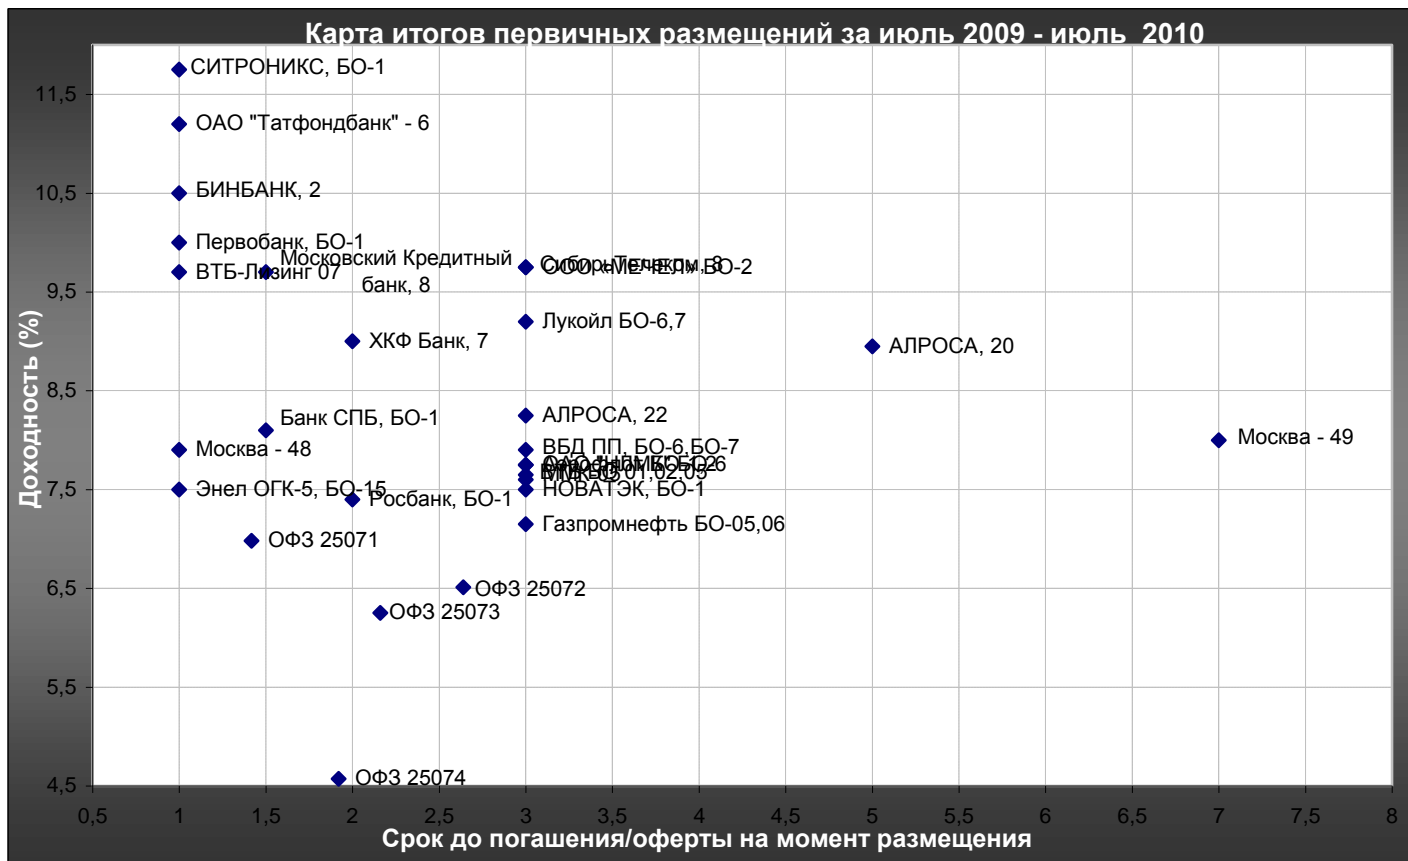 Карта итогов первичных размещений за июль 2009 - июль 2010
СИТРОНИКС, БО-1
11,5
ОАО "Татфондбанк" - 6
10,5
БИНБАНК, 2
Первобанк, БО-1
Московский Кредитный
банк, 8
ВТБ-Лизинг 07
СибирьТелеком, 8
ООО «МЕЧЕЛ» БО-2
9,5
Лукойл БО-6,7
ХКФ Банк, 7
АЛРОСА, 20
8,5
Банк СПБ, БО-1
АЛРОСА, 22
Москва - 49
Москва - 48
ВБД ПП, БО-6,БО-7
7,5
Энел ОГК-5, БО-15
Росбанк, БО-1
НОВАТЭК, БО-1
Газпромнефть БО-05,06
ОФЗ 25071
6,5
ОФЗ 25072
ОФЗ 25073
5,5
4,5
ОФЗ 25074
Доходность (%)
0,5 1 1,5 2 2,5 3 3,5 4 4,5 5 5,5 6 6,5 7 7,5 8
Срок до погашения/оферты на момент размещения